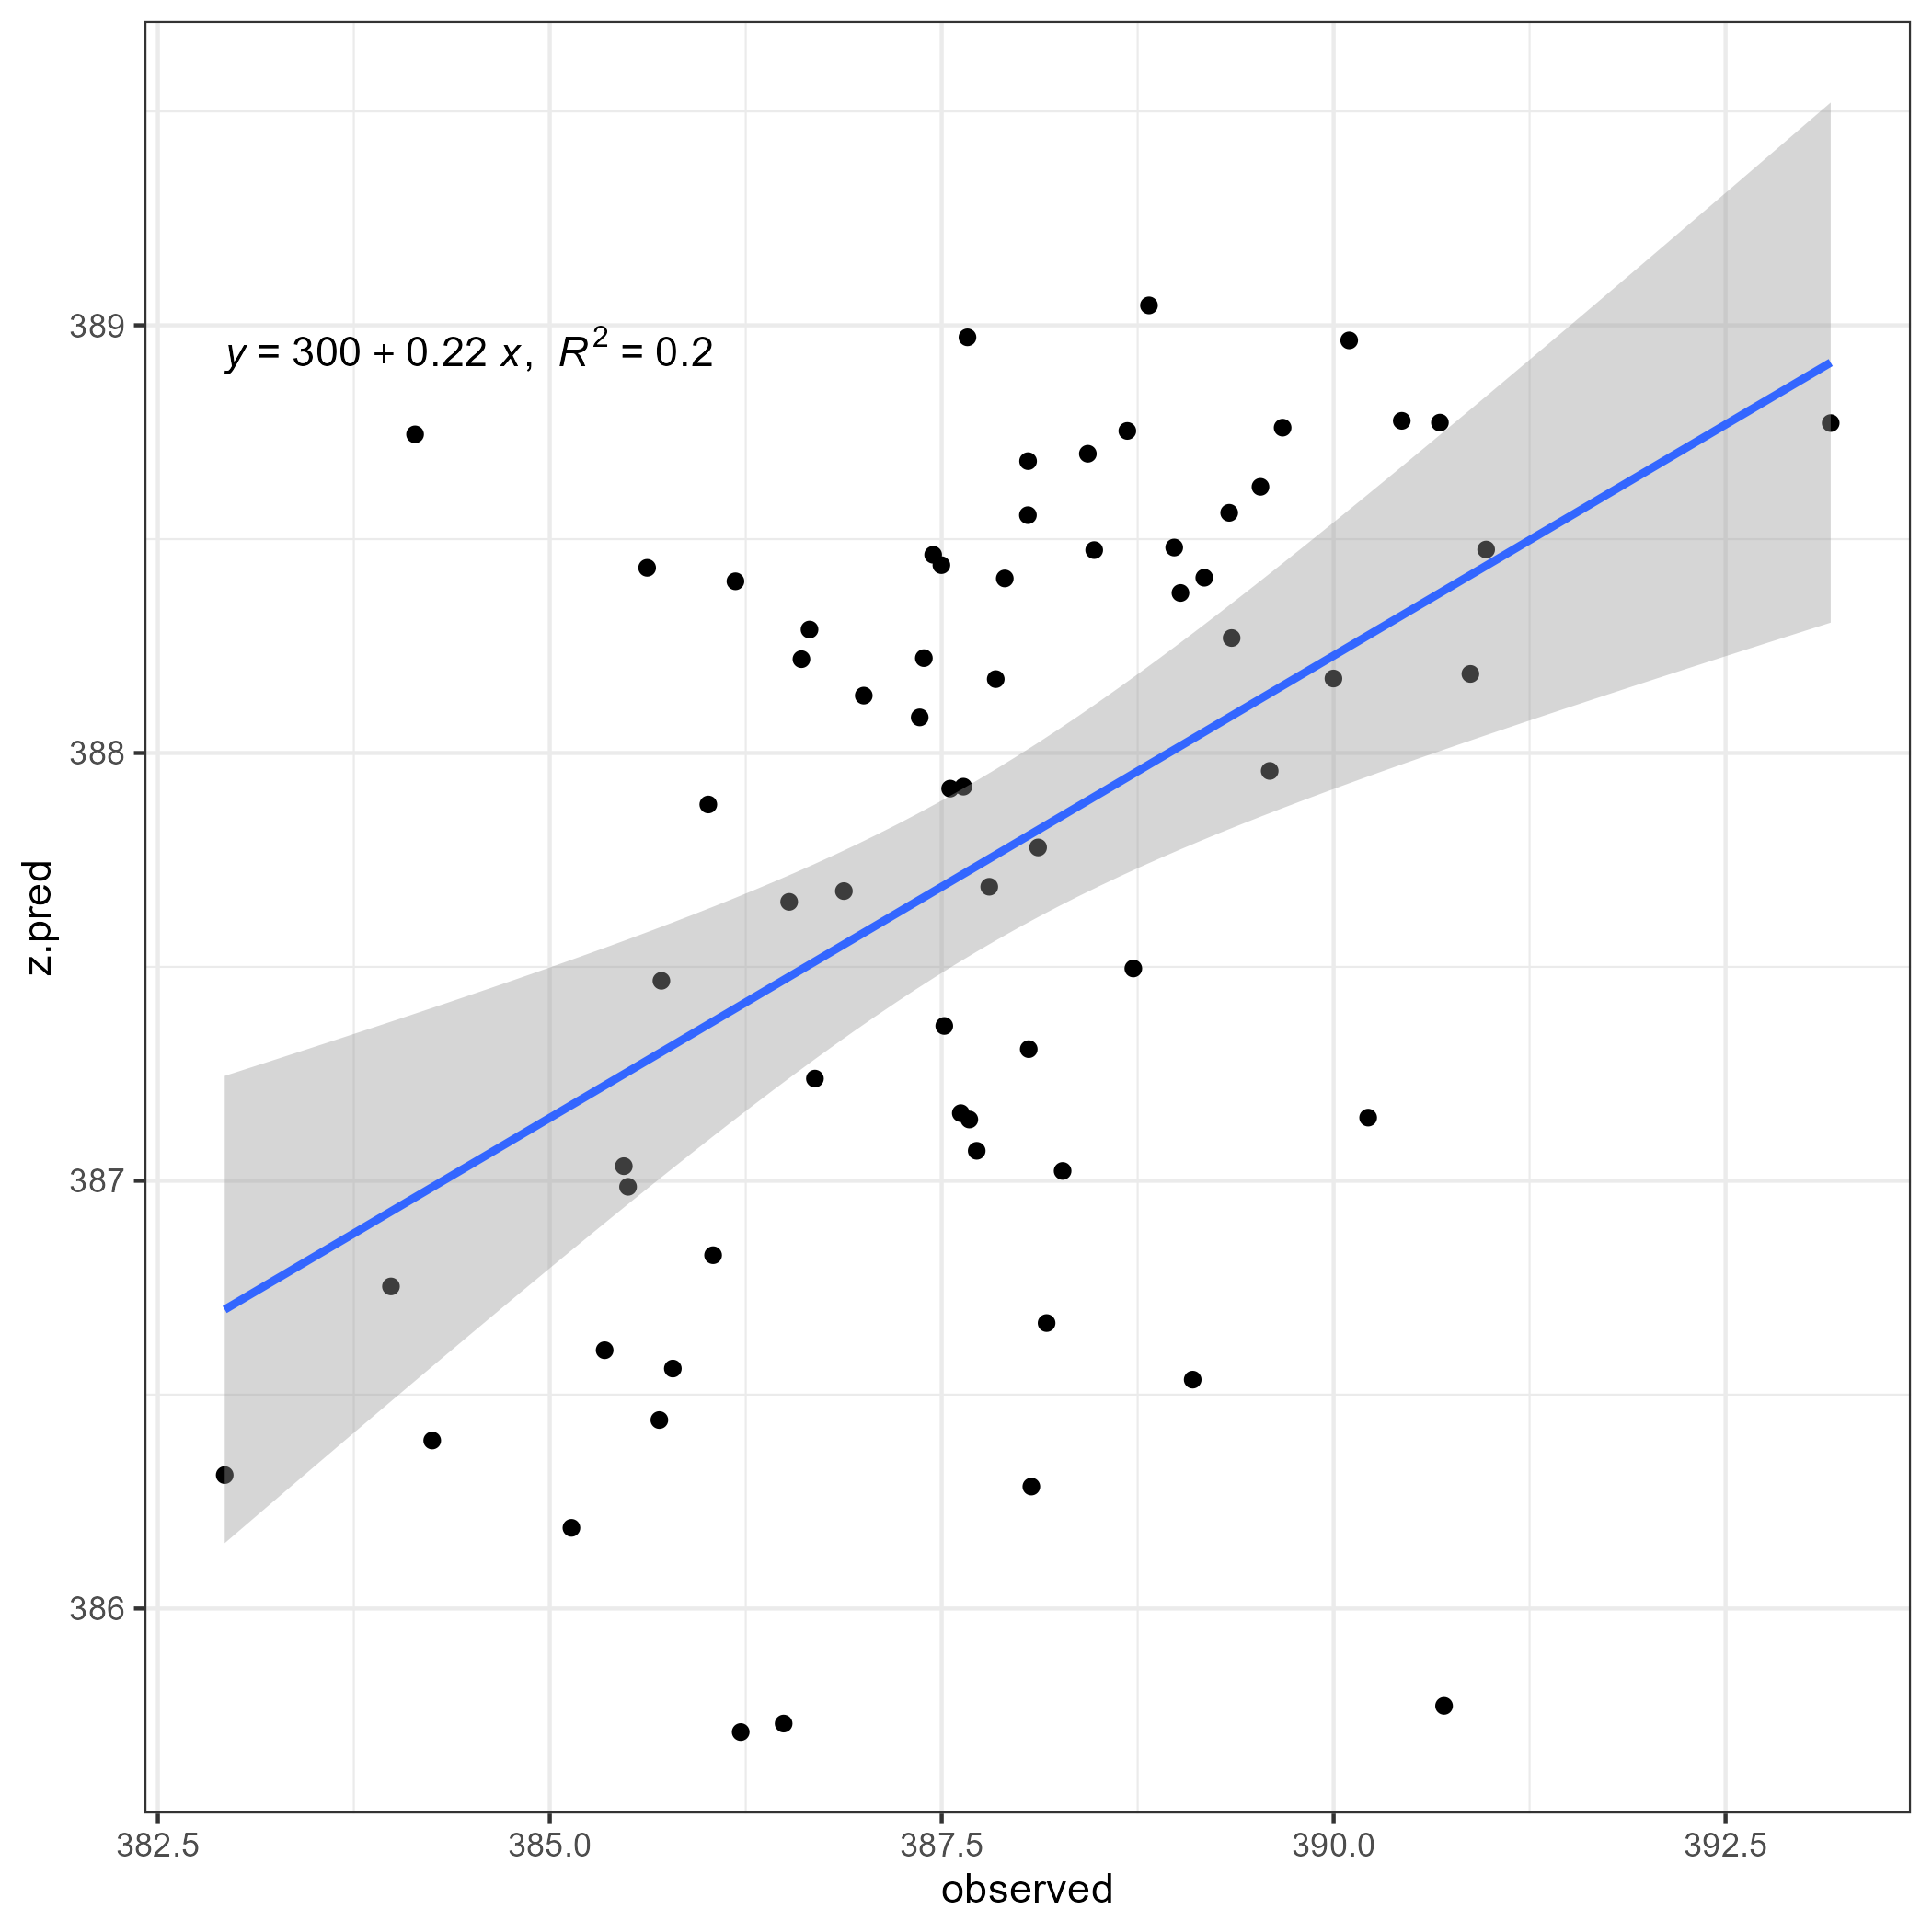 389
y = 300 + 0.22 x,  R² = 0.2
388
z.pred
387
386
382.5 385.0 387.5 390.0 392.5
observed